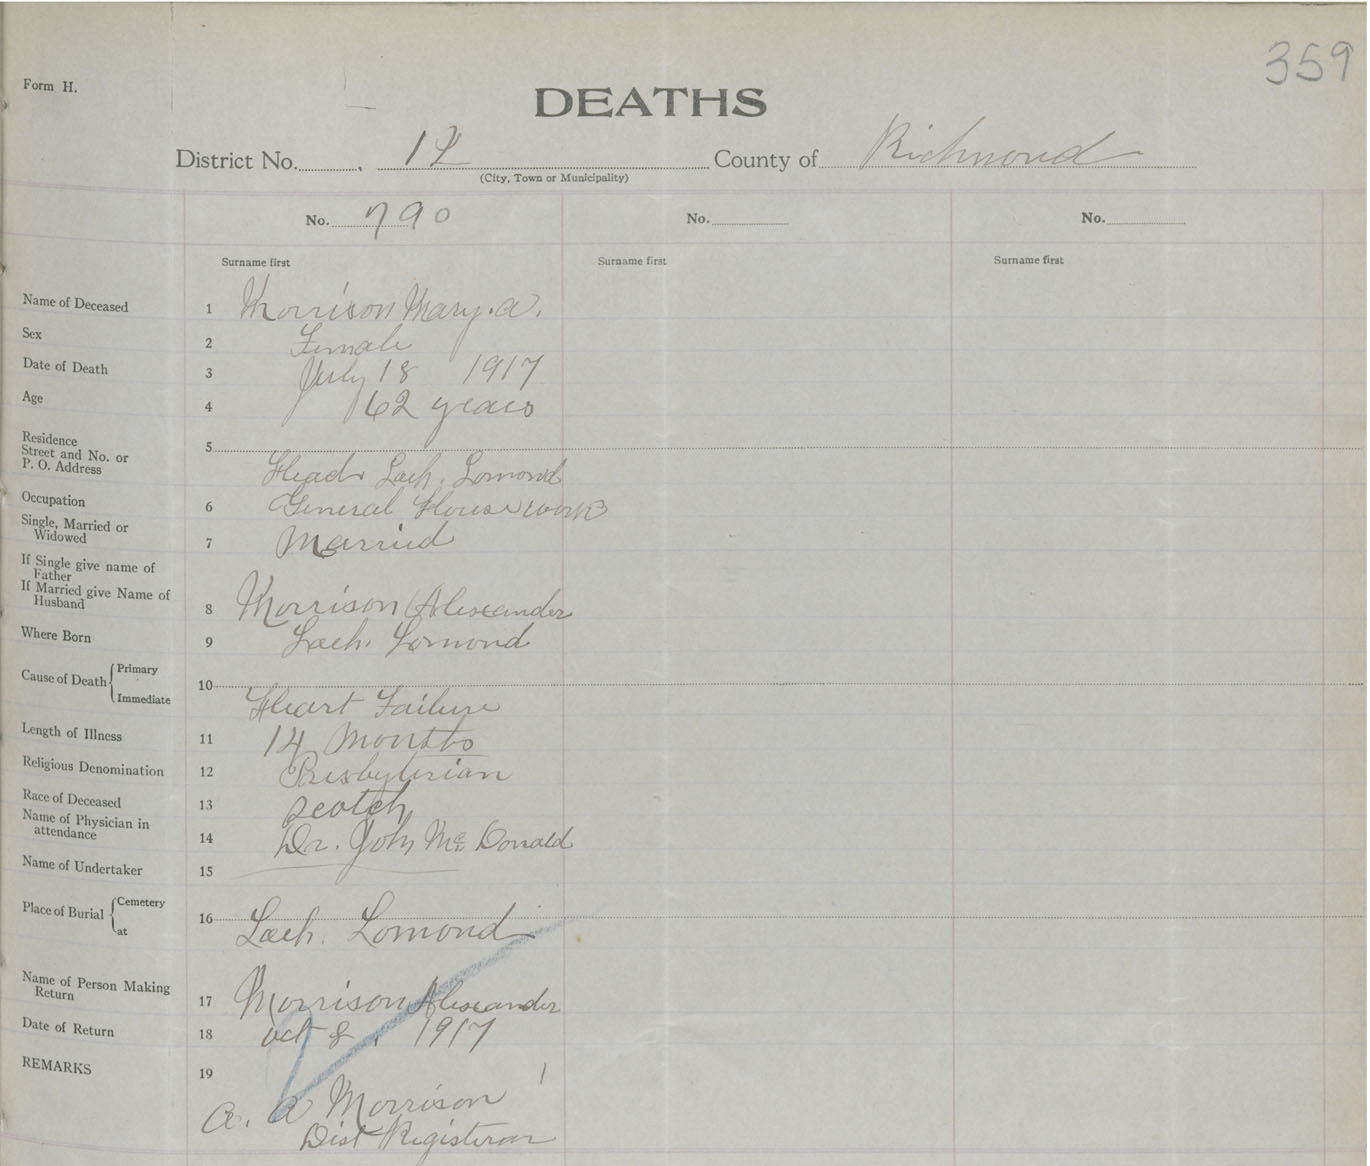 359
Form H.
DEATHS
District No. , 12 County of Richmond
(City, Town or Municipality)
No. 790 No. No.
Surname first Surname first Surname first
Name of Deceased 1 Morrison Mary. A.
Sex 2 Female
Date of Death 3 July 18 1917
Age 4 62 years
Residence
Street and No. or
P. O. Address 5
Head Loch. Lomond
Occupation 6 General House work
Single, Married or
Widowed 7 Married
If Single give name of
Father
If Married give Name of
Husband 8 Morrison Alexander
Where Born 9 Loch. Lomond
Cause of Death Primary
Immediate 10
Heart Failure
Length of Illness 11 14 Months
Religious Denomination 12 Presbyterian
Race of Deceased 13 Scotch
Name of Physician in
attendance 14 Dr. John Mc Donald
Name of Undertaker 15
Place of Burial Cemetery
at 16
Loch. Lomond
Name of Person Making
Return 17 Morrison Alexander
Date of Return 18 Oct 8, 1917
REMARKS 19
A. A Morrison
Dist Registerar